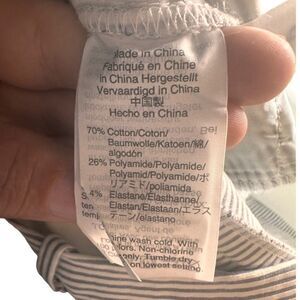 Made in China
Fabriqué en Chine
in China Hergestellt
Vervaardigd in China
中国製
Hecho en China
70% Cotton/Coton/
Baumwolle/Katoen/綿/
algodón
26% Polyamide/Polyamide/
Polyamid/Polyamide/ポ
リアミド/poliamida
4% Elastane/Élasthanne/
Elastan/Elastaan/エラス
テーン/elastano
wash cold. With
Non-chlorine
only. Tumble dry
on lowest setting